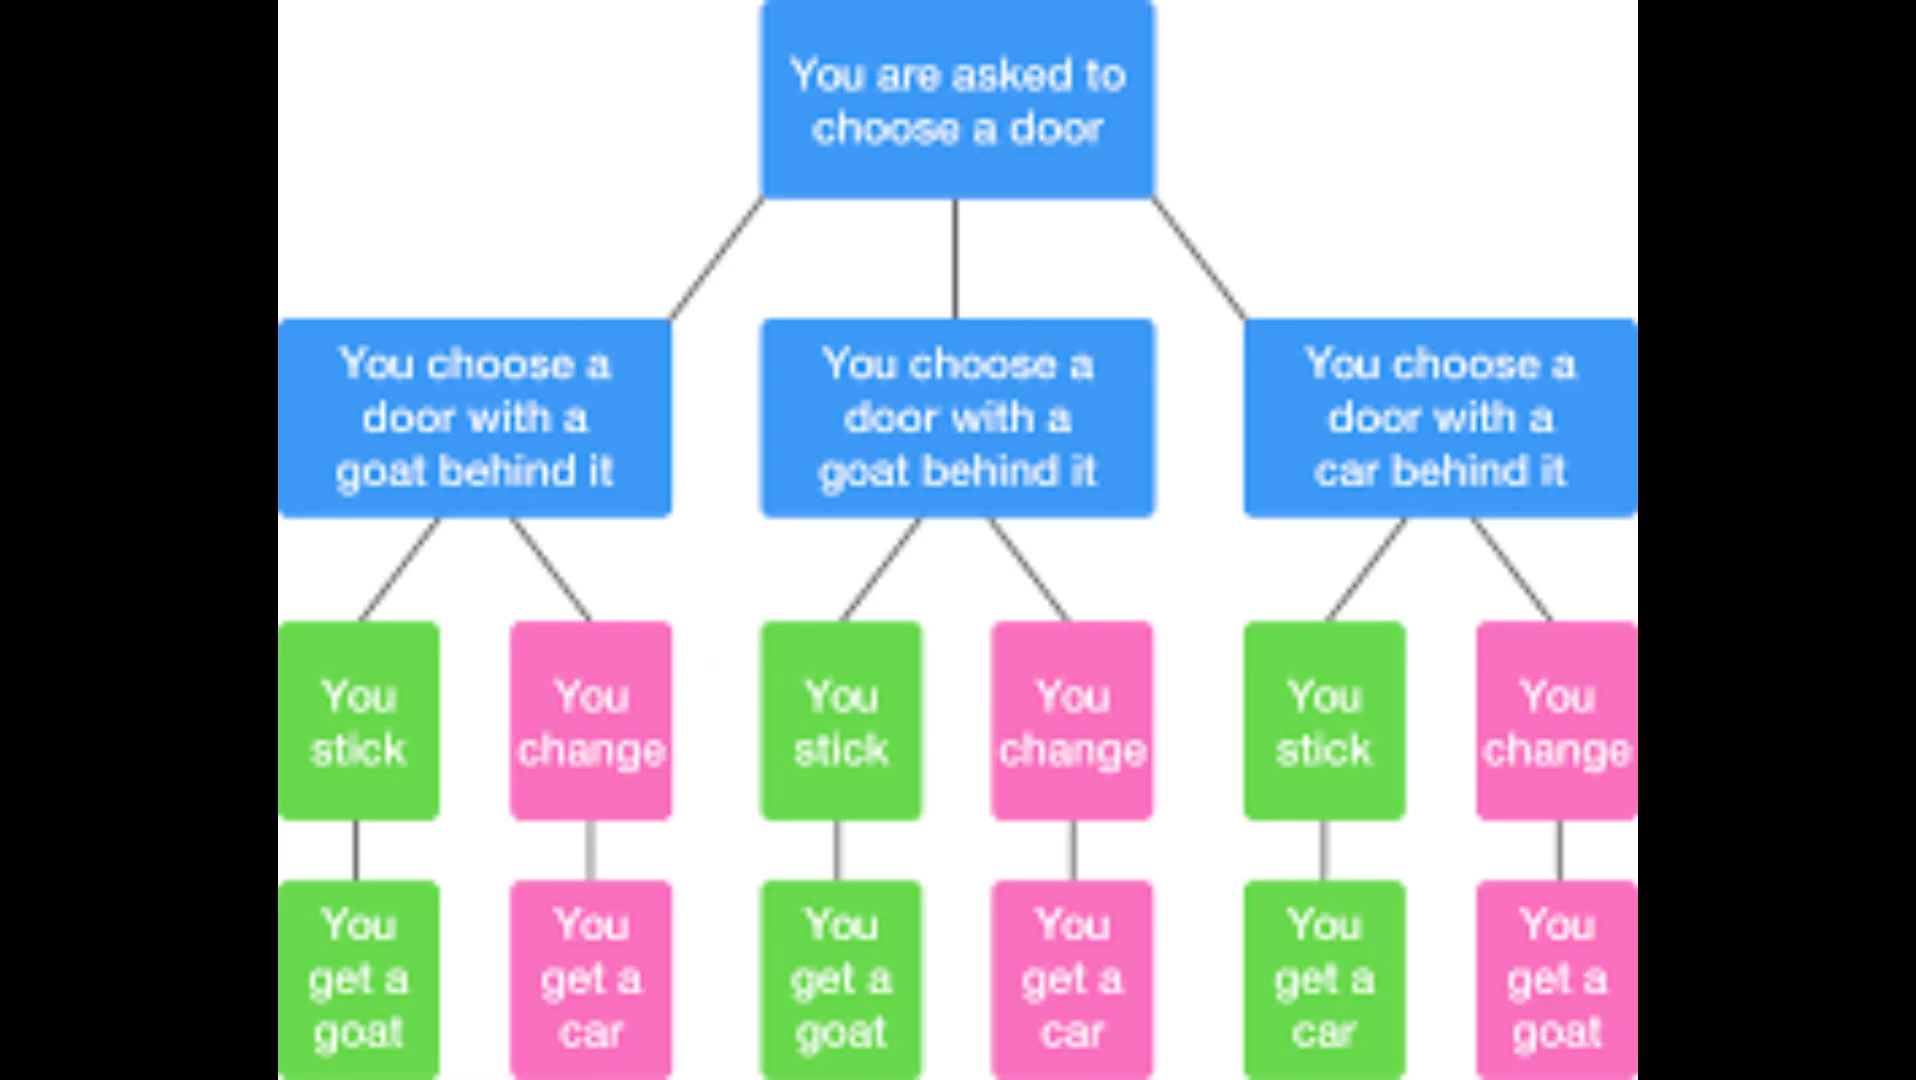 You are asked to
choose a door
You choose a
door with a
goat behind it
You choose a
door with a
goat behind it
You choose a
door with a
car behind it
You
stick
You
change
You
stick
You
change
You
stick
You
change
You
get a
goat
You
get a
car
You
get a
goat
You
get a
car
You
get a
car
You
get a
goat